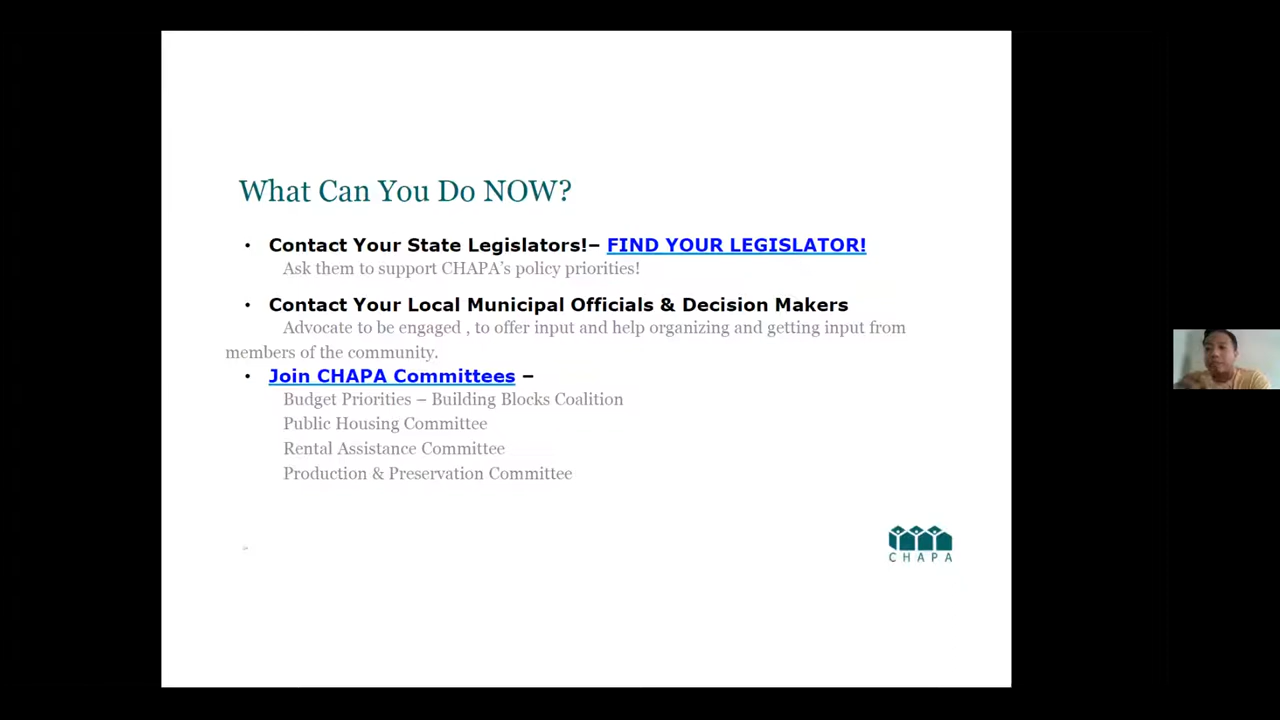 What Can You Do NOW?
• Contact Your State Legislators!– FIND YOUR LEGISLATOR!
Ask them to support CHAPA’s policy priorities!
• Contact Your Local Municipal Officials & Decision Makers
Advocate to be engaged , to offer input and help organizing and getting input from
members of the community.
• Join CHAPA Committees –
Budget Priorities – Building Blocks Coalition
Public Housing Committee
Rental Assistance Committee
Production & Preservation Committee
CHAPA